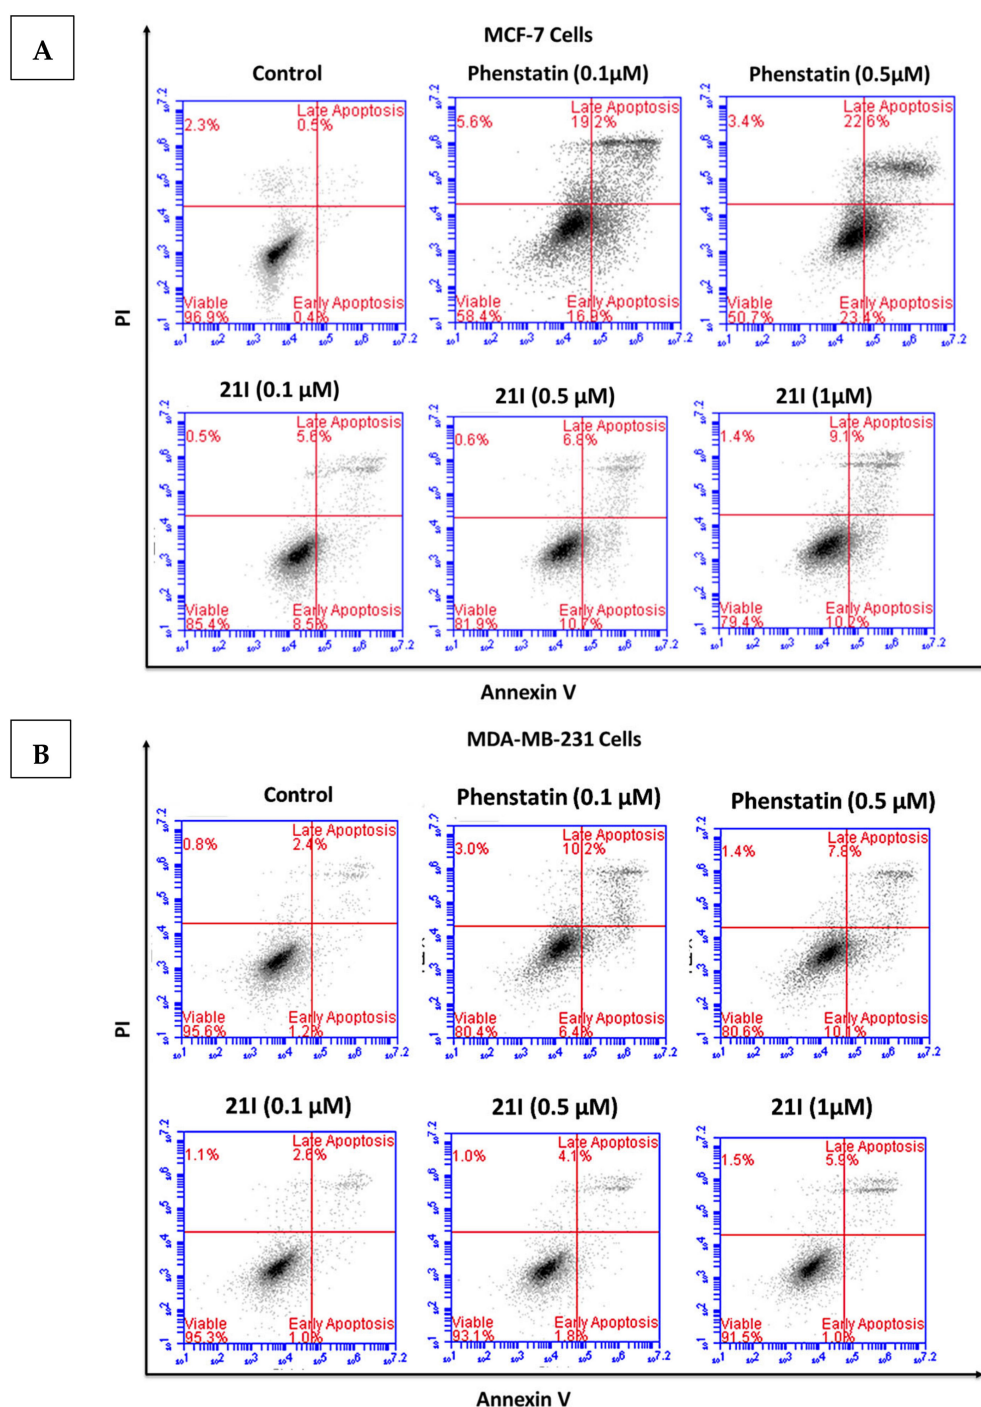 A
MCF-7 Cells
Control
Phenstatin (0.1µM)
Phenstatin (0.5µM)
Late Apoptosis
2.3%
0.5%
Viable
Early Apoptosis
96.9%
0.4%
Late Apoptosis
5.6%
19.2%
Viable
Early Apoptosis
58.4%
Late Apoptosis
3.4%
22.6%
Viable
Early Apoptosis
50.7%
23.4%
PI
21I (0.1 µM)
21I (0.5 µM)
21I (1µM)
Late Apoptosis
0.5%
5.6%
Viable
Early Apoptosis
85.4%
8.5%
Late Apoptosis
0.6%
6.8%
Viable
Early Apoptosis
81.9%
10.7%
Late Apoptosis
1.4%
9.1%
Viable
Early Apoptosis
79.4%
10.2%
Annexin V
B
MDA-MB-231 Cells
Control
Phenstatin (0.1 µM)
Phenstatin (0.5 µM)
Late Apoptosis
0.8%
2.4%
Viable
Early Apoptosis
95.6%
1.2%
Late Apoptosis
3.0%
10.2%
Viable
Early Apoptosis
80.4%
6.4%
Late Apoptosis
1.4%
7.8%
Viable
Early Apoptosis
80.6%
10.1%
PI
21I (0.1 µM)
21I (0.5 µM)
21I (1µM)
Late Apoptosis
1.1%
2.6%
Viable
Early Apoptosis
95.3%
1.0%
Late Apoptosis
1.0%
4.1%
Viable
Early Apoptosis
93.1%
1.8%
Late Apoptosis
1.5%
5.9%
Viable
Early Apoptosis
91.5%
1.0%
Annexin V